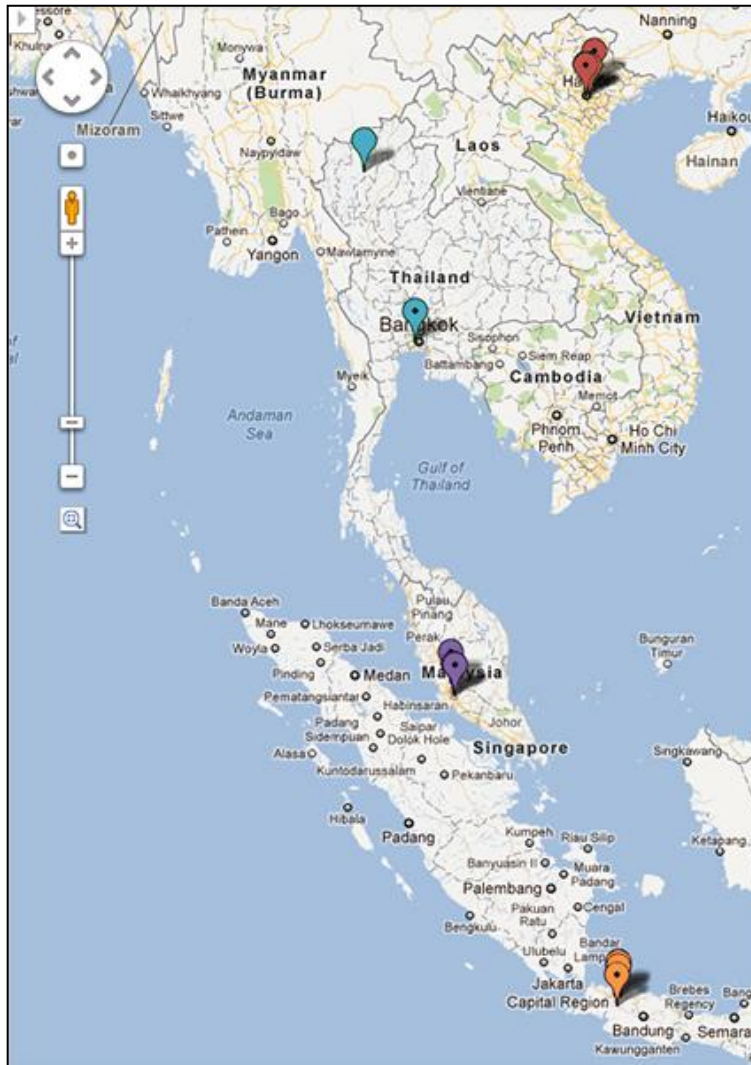 Nanning
Monywa
Myanmar
(Burma)
Whaikhyang
Sittwe
Mizoram
Haikou
Hainan
Laos
Naypyidaw
Vientiane
Pathein
Bago
Yangon
Mawlamyine
Thailand
Bangkok
Vietnam
Sisophon
Siem Reap
Battambang
Myeik
Cambodia
Memot
Phnom
Penh
Ho Chi
Minh City
Andaman
Sea
Gulf of
Thailand
Pulau
Pinang
Banda Aceh
Mane
Lhokseumawe
Perak
Woyla
Serba Jadi
Bunguran
Timur
Pinding
Medan
Malaysia
Pematangsiantar
Habinsaran
Padang
Sidempuan
Saipar
Dolok Hole
Johor
Singapore
Alasa
Kuntodarussalam
Pekanbaru
Singkawang
Hibala
Padang
Kumpeh
Riau Silip
Ketapang
Banyuasin II
Muara
Padang
Palembang
Pakuan
Ratu
Cengal
Bengkulu
Ulubelu
Bandar
Jakarta
Capital Region
Brebes
Regency
Bandung
Kawungganten